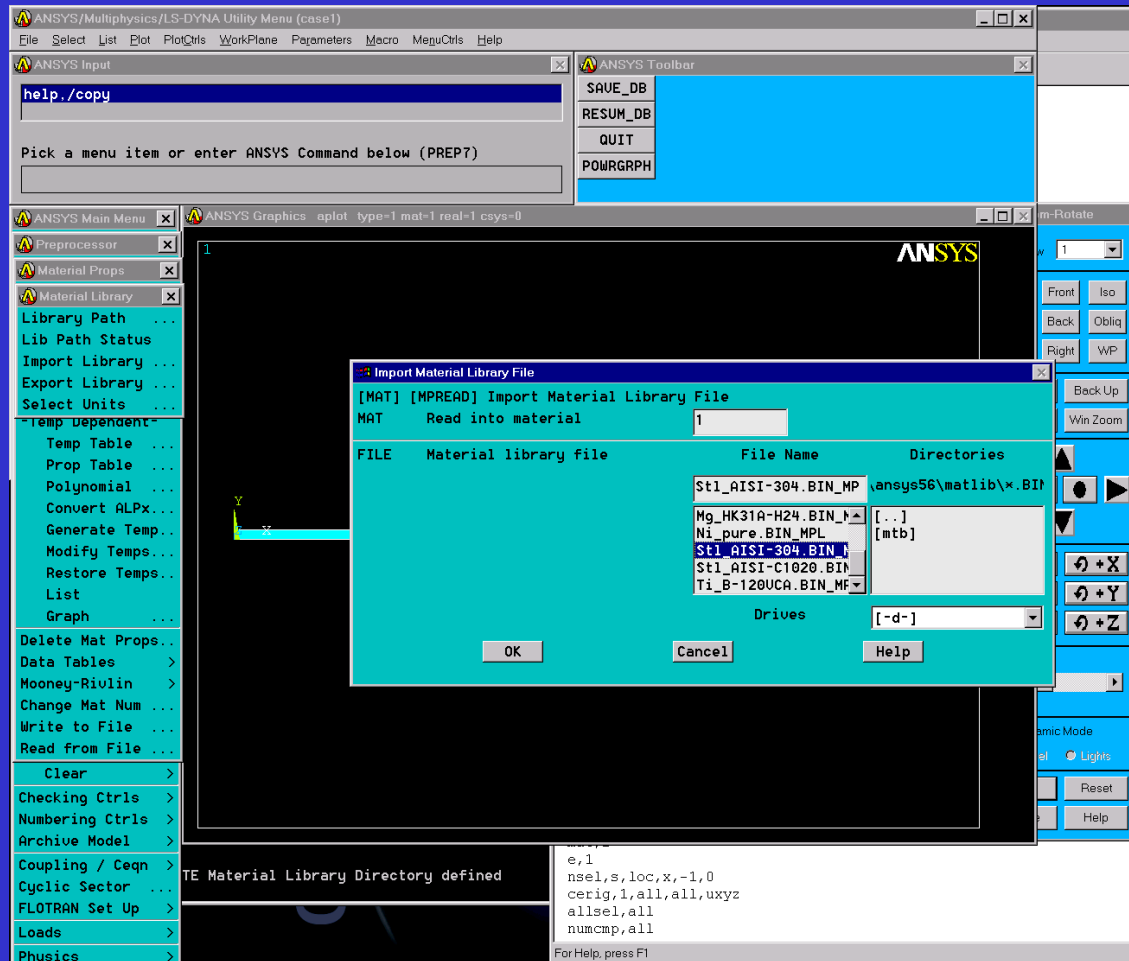 ANSYS/Multiphysics/LS-DYNA Utility Menu (case1)
File Select List Plot PlotCtrls WorkPlane Parameters Macro MenuCtrls Help
ANSYS Input
help,/copy
Pick a menu item or enter ANSYS Command below (PREP7)
ANSYS Toolbar
SAVE_DB
RESUM_DB
QUIT
POWRGRPH
ANSYS Main Menu
Preprocessor
Material Props
Material Library
Library Path ...
Lib Path Status
Import Library ...
Export Library ...
Select Units ...
-Temp Dependent-
Temp Table ...
Prop Table ...
Polynomial ...
Convert ALPx...
Generate Temp..
Modify Temps...
Restore Temps..
List
Graph ...
Delete Mat Props..
Data Tables >
Mooney-Rivlin >
Change Mat Num ...
Write to File ...
Read from File ...
Clear >
Checking Ctrls >
Numbering Ctrls >
Archive Model >
Coupling / Ceqn >
Cyclic Sector ...
FLOTRAN Set Up >
Loads >
Physics >
ANSYS Graphics aplot type=1 mat=1 real=1 csys=0
1
ANSYS
Y
X
Import Material Library File
[MAT] [MPREAD] Import Material Library File
MAT Read into material 1
FILE Material library file File Name Directories
Stl_AISI-304.BIN_MP \ansys56\matlib\*.BIN
Mg_HK31A-H24.BIN_M [..]
Ni_pure.BIN_MPL [mtb]
Stl_AISI-304.BIN_M
Stl_AISI-C1020.BIN
Ti_B-120VCA.BIN_MP
Drives [-d-]
OK Cancel Help
m-Rotate
w 1
Front Iso
Back Obliq
Right WP
Back Up
Win Zoom
+X
+Y
+Z
amic Mode
el Lights
Reset
Help
TE Material Library Directory defined
e,1
nsel,s,loc,x,-1,0
cerig,1,all,all,uxyz
allsel,all
numcmp,all
For Help, press F1